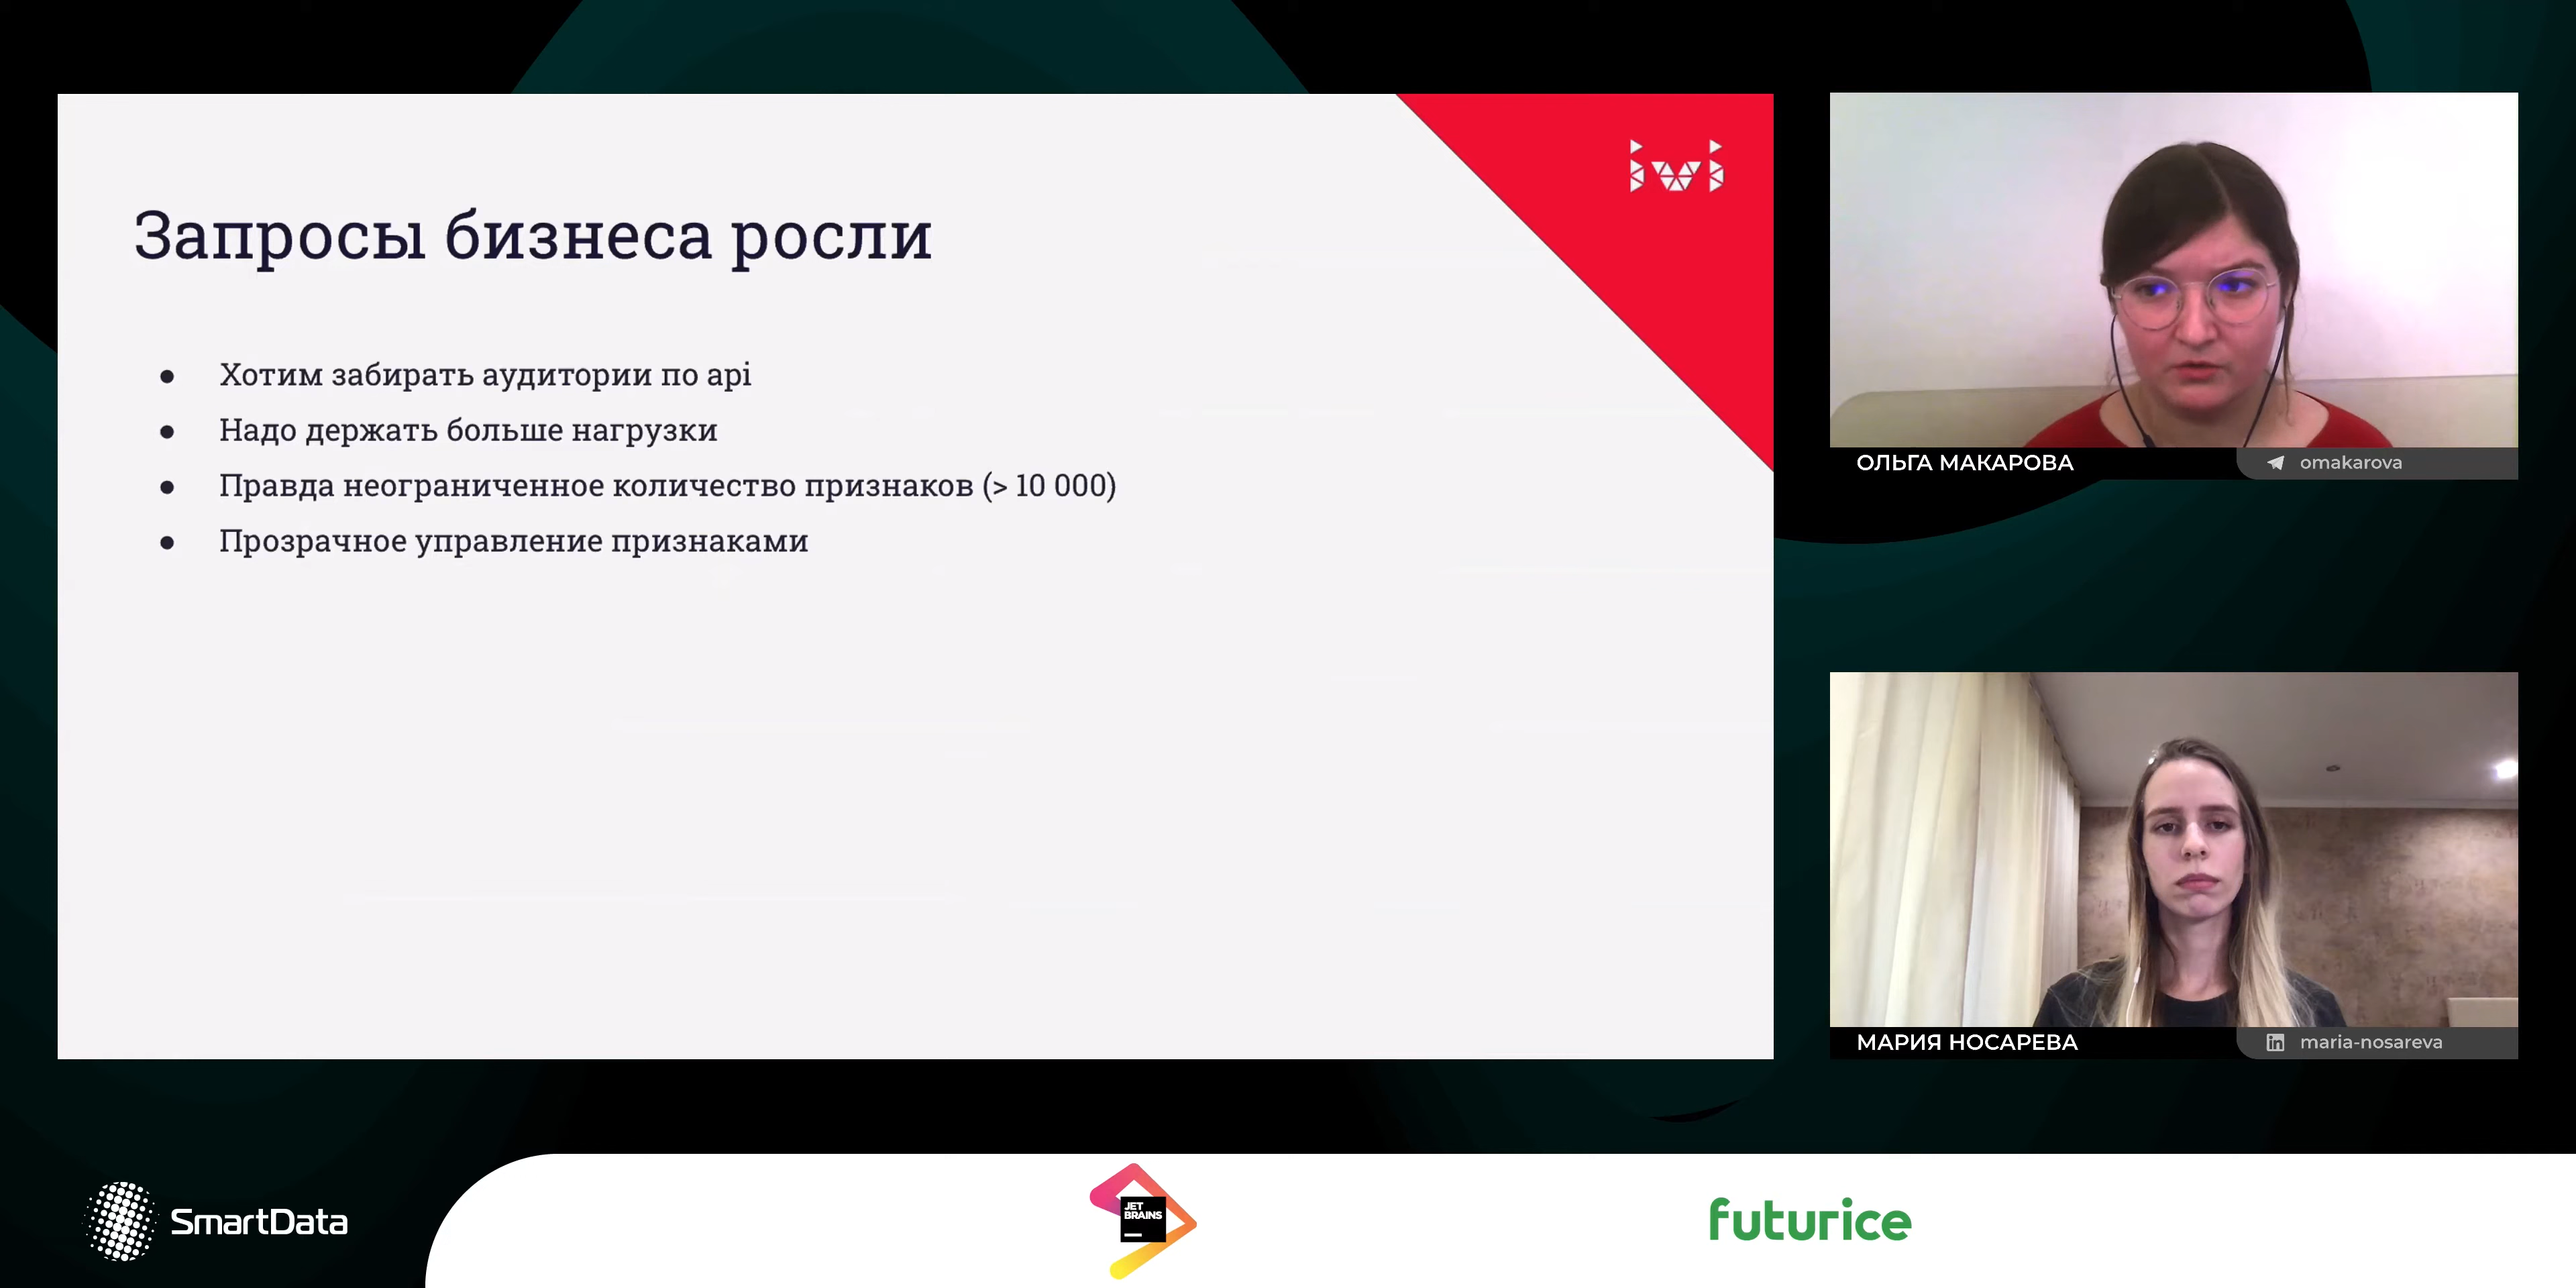 ivi
Запросы бизнеса росли
● Хотим забирать аудитории по api
● Надо держать больше нагрузки
● Правда неограниченное количество признаков (> 10 000)
● Прозрачное управление признаками
ОЛЬГА МАКАРОВА
omakarova
МАРИЯ НОСАРЕВА
in maria-nosareva
SmartData
JET
BRAINS
futurice